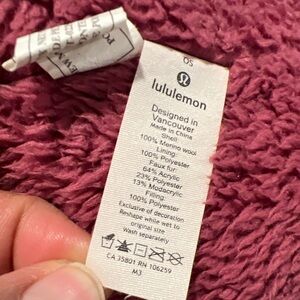 OS
lululemon
Designed in
Vancouver
Made in China
Shell
100% Merino wool
Lining:
100% Polyester
Faux fur:
64% Acrylic
23% Polyester
13% Modacrylic
Filling:
100% Polyester
Exclusive of decoration
Reshape while wet to
original size
Wash separately
CA 35801 RN 106259
M3